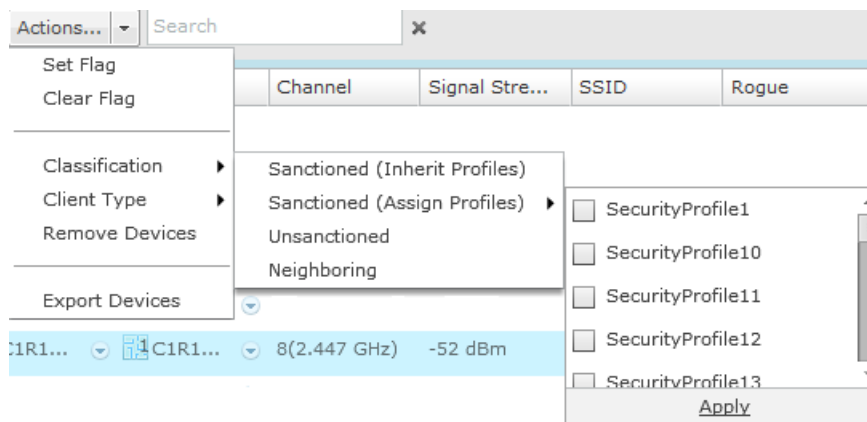 Actions... Search
Set Flag
Clear Flag
Channel Signal Stre... SSID Rogue
Classification
Client Type
Remove Devices
Export Devices
Sanctioned (Inherit Profiles)
Sanctioned (Assign Profiles)
Unsanctioned
Neighboring
SecurityProfile1
SecurityProfile10
SecurityProfile11
SecurityProfile12
SecurityProfile13
Apply
C1R1... 1 C1R1... 8(2.447 GHz) -52 dBm